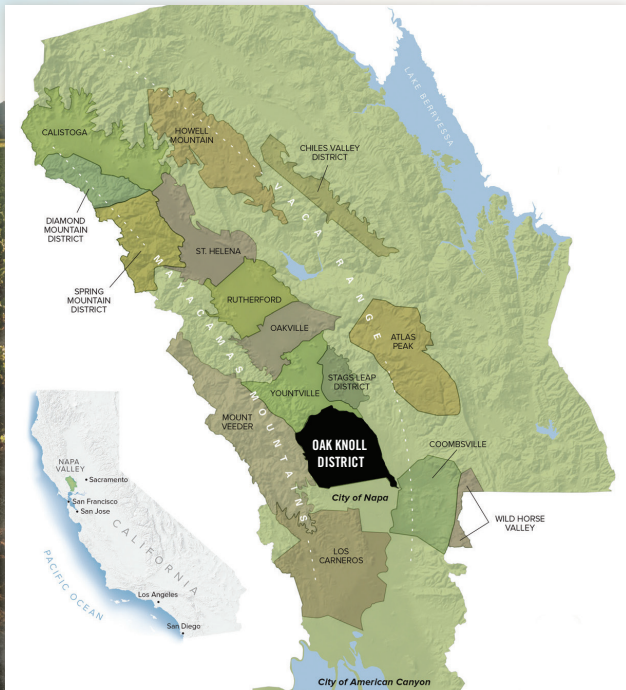 LAKE BERRYESSA
CALISTOGA
HOWELL
MOUNTAIN
CHILES VALLEY
DISTRICT
DIAMOND
MOUNTAIN
DISTRICT
VACA RANGE
ST. HELENA
SPRING
MOUNTAIN
DISTRICT
MAYACAMAS MOUNTAINS
RUTHERFORD
OAKVILLE
ATLAS
PEAK
STAGS LEAP
DISTRICT
YOUNTVILLE
MOUNT
VEEDER
OAK KNOLL
DISTRICT
COOMBSVILLE
City of Napa
WILD HORSE
VALLEY
LOS
CARNEROS
NAPA
VALLEY
Sacramento
San Francisco
San Jose
CALIFORNIA
PACIFIC OCEAN
Los Angeles
San Diego
City of American Canyon